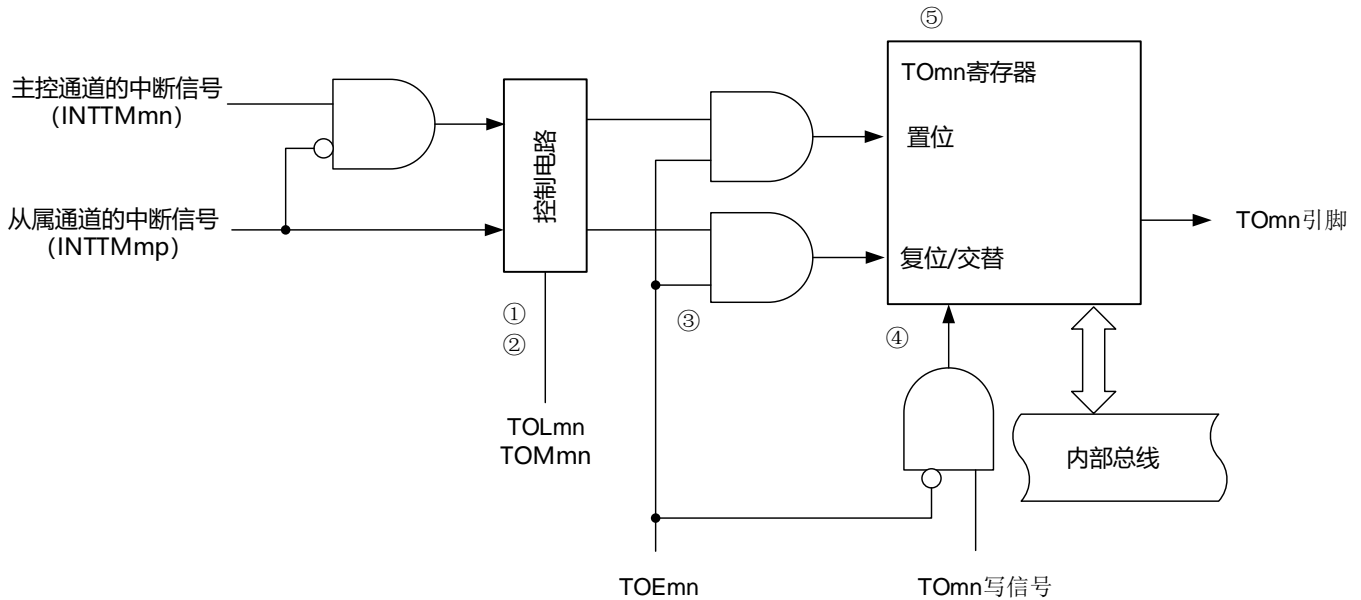 ⑤
TOmn寄存器
主控通道的中断信号
(INTTMmn)
置位
控制电路
从属通道的中断信号
(INTTMmp)
TOmn引脚
复位/交替
①
②
③
④
TOLmn
TOMmn
内部总线
TOEmn
TOmn写信号